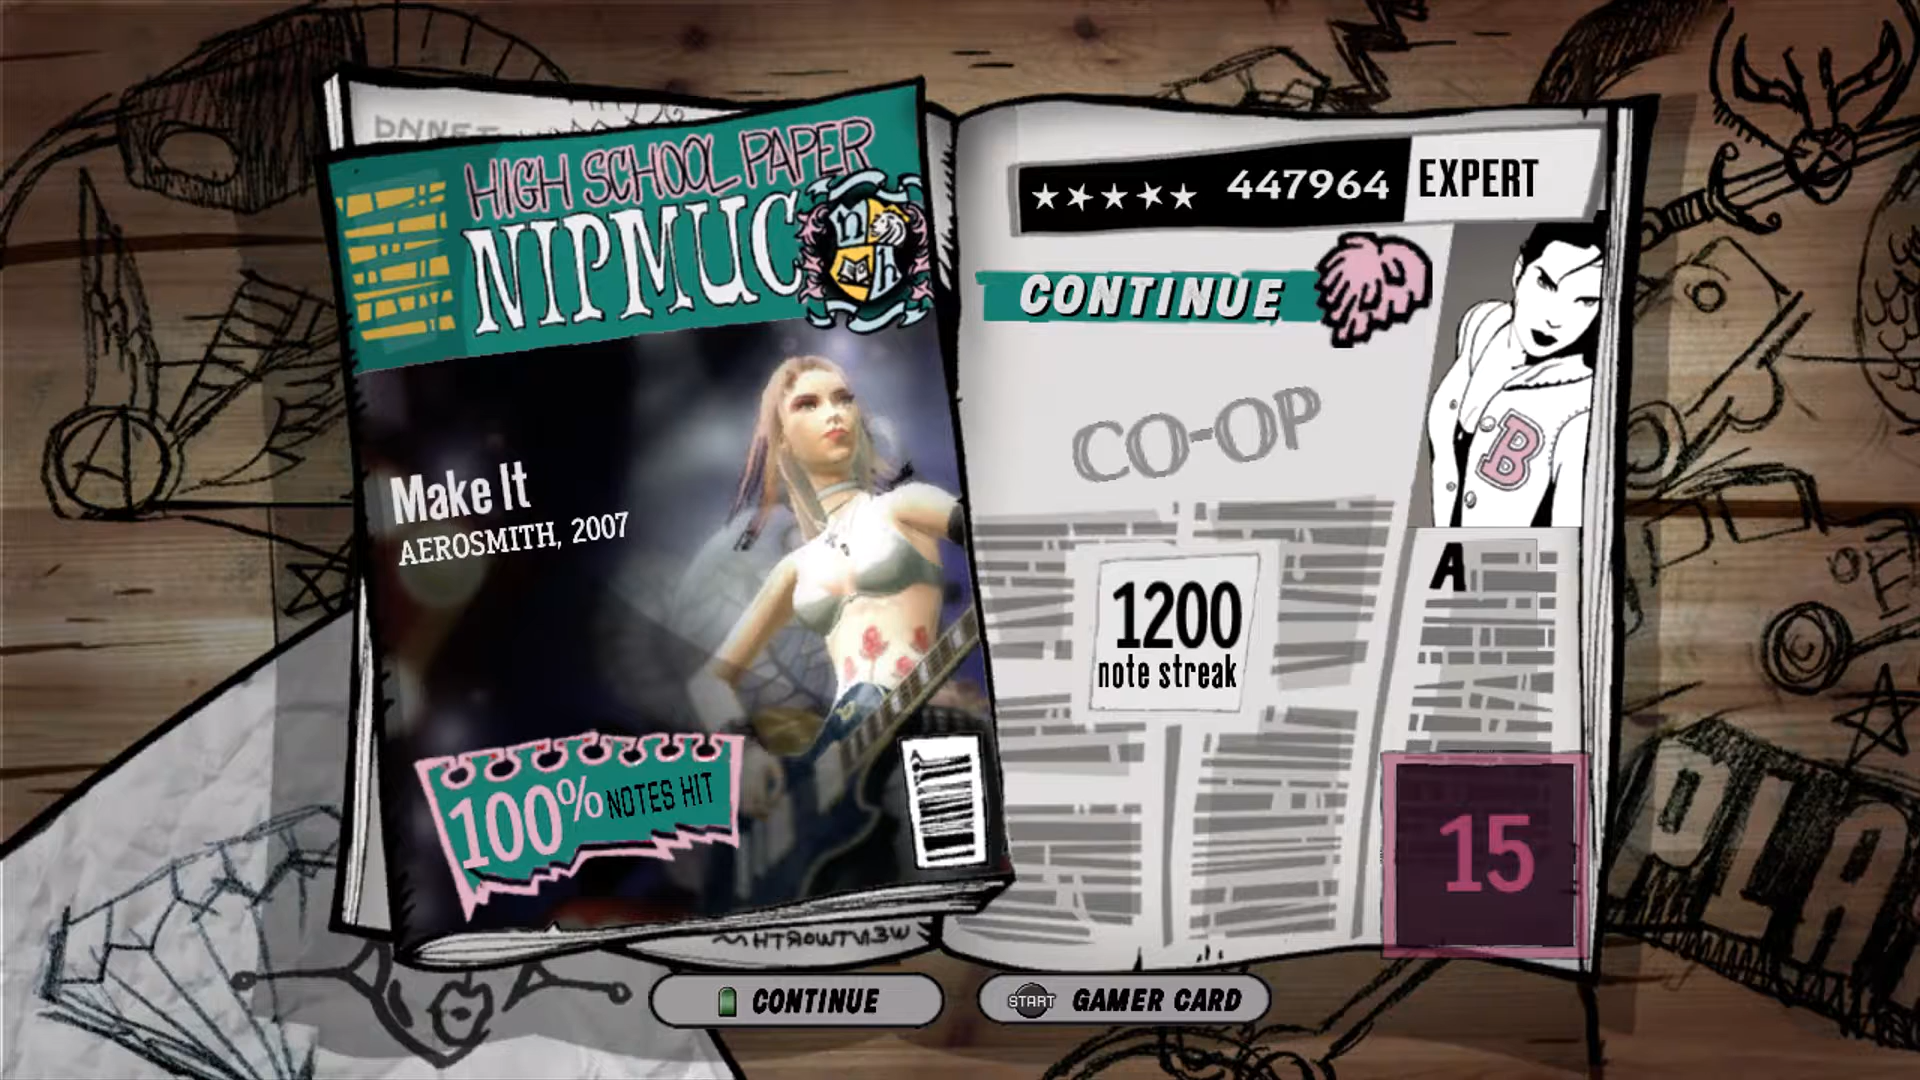 HIGH SCHOOL PAPER
NIPMUC
n
h
Make It
AEROSMITH, 2007
100% NOTES HIT
★★★★★ 447964 EXPERT
CONTINUE
CO-OP
B
A
1200
note streak
15
CONTINUE
START GAMER CARD